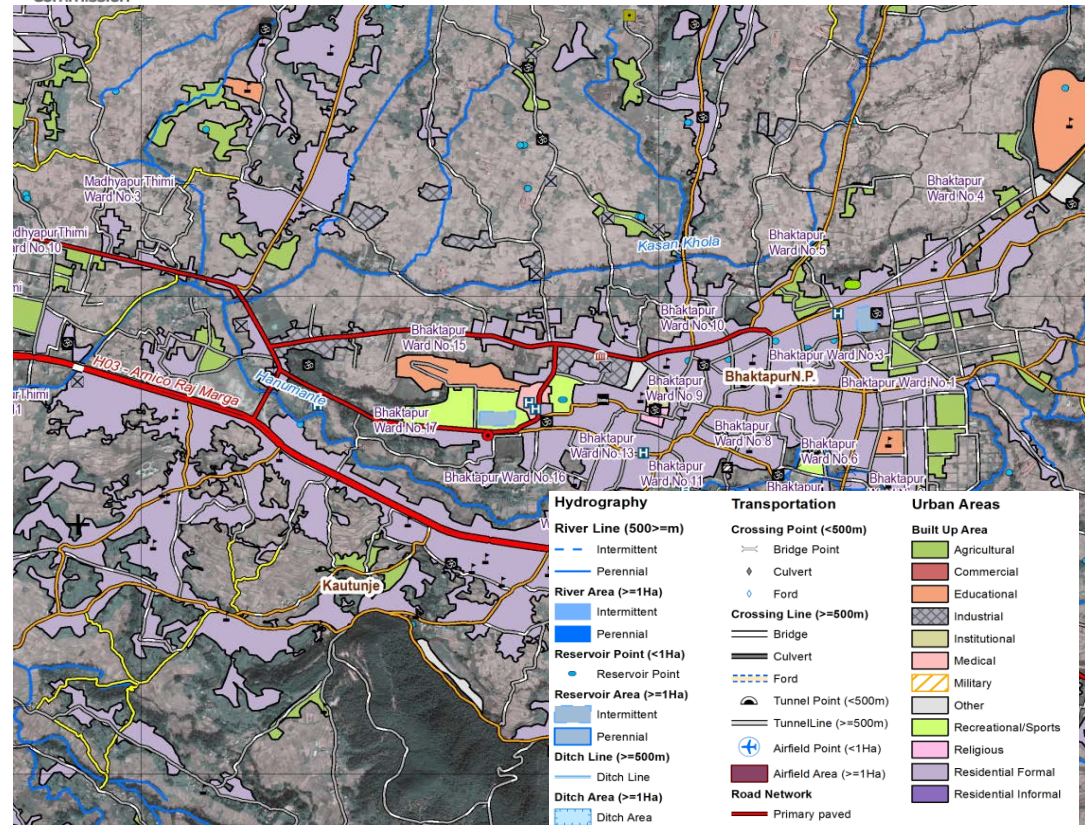 Commission
MadhyapurThimi
Ward No.3
Ward No.10
Kasan Khola
Bhaktapur
Ward No.4
Bhaktapur
Ward No.5
H03 - Arnico Raj Marga
Hanumante
Bhaktapur
Ward No.15
Bhaktapur
Ward No.10
Bhaktapur Ward No.3
BhaktapurN.P.
Bhaktapur Ward No.1
Bhaktapur
Ward No.9
Bhaktapur
Ward No.17
Bhaktapur
Ward No.8
Bhaktapur
Ward No.13
Bhaktapur
Ward No.6
Bhaktapur Ward No.16
Bhaktapur
Ward No.11
Bhaktapur
Bhaktapur
Kautunje
Hydrography
River Line (500>=m)
Intermittent
Perennial
River Area (>=1Ha)
Intermittent
Perennial
Reservoir Point (<1Ha)
Reservoir Point
Reservoir Area (>=1Ha)
Intermittent
Perennial
Ditch Line (>=500m)
Ditch Line
Ditch Area (>=1Ha)
Ditch Area
Transportation
Crossing Point (<500m)
Bridge Point
Culvert
Ford
Crossing Line (>=500m)
Bridge
Culvert
Ford
Tunnel Point (<500m)
TunnelLine (>=500m)
Airfield Point (<1Ha)
Airfield Area (>=1Ha)
Road Network
Primary paved
Urban Areas
Built Up Area
Agricultural
Commercial
Educational
Industrial
Institutional
Medical
Military
Other
Recreational/Sports
Religious
Residential Formal
Residential Informal